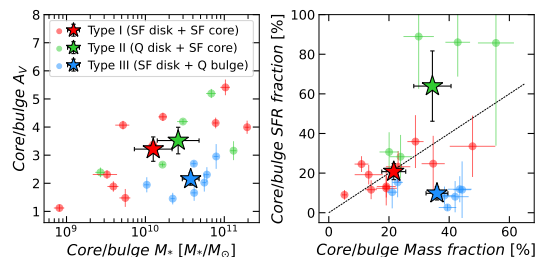 8
7
6
5
4
3
2
1
Core/bulge A_V
Type I (SF disk + SF core)
Type II (Q disk + SF core)
Type III (SF disk + Q bulge)
10^9 10^10 10^11
Core/bulge M_* [M_*/M_⊙]
100
80
60
40
20
0
Core/bulge SFR fraction [%]
0 20 40 60
Core/bulge Mass fraction [%]